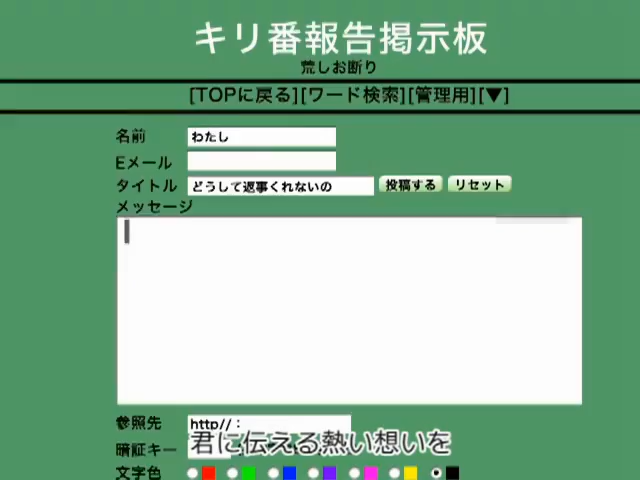 キリ番報告掲示板
荒しお断り
[TOPに戻る][ワード検索][管理用][▼]
名前 わたし
Eメール
タイトル どうして返事くれないの 投稿する リセット
メッセージ
参照先 http//：
暗証キー
君に伝える熱い想いを
文字色